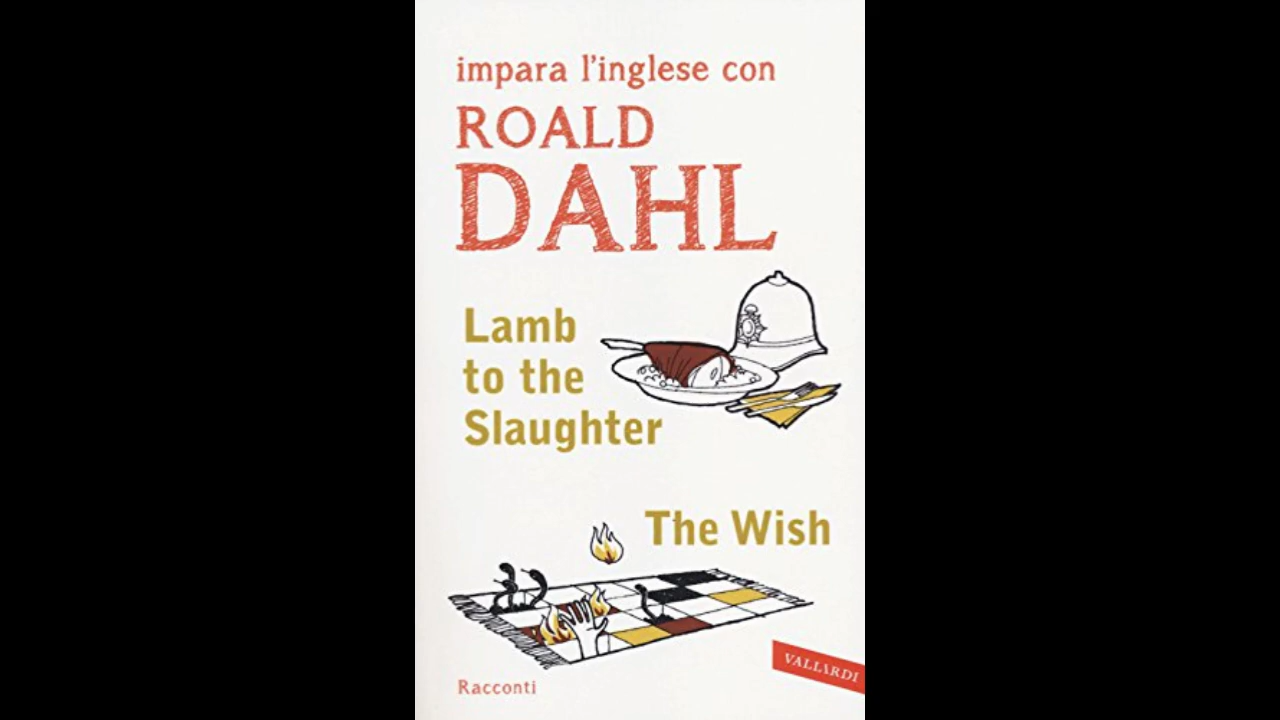 impara l'inglese con
ROALD
DAHL
Lamb
to the
Slaughter
The Wish
VALLARDI
Racconti